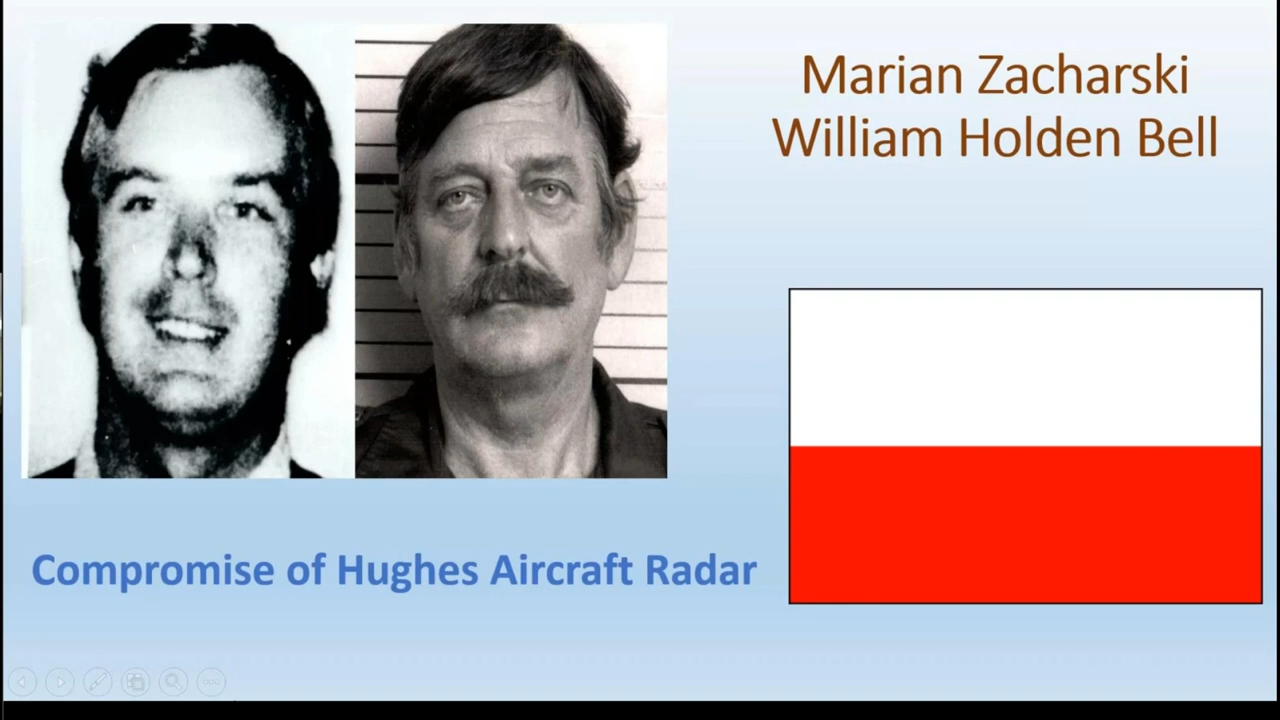 Marian Zacharski
William Holden Bell
Compromise of Hughes Aircraft Radar